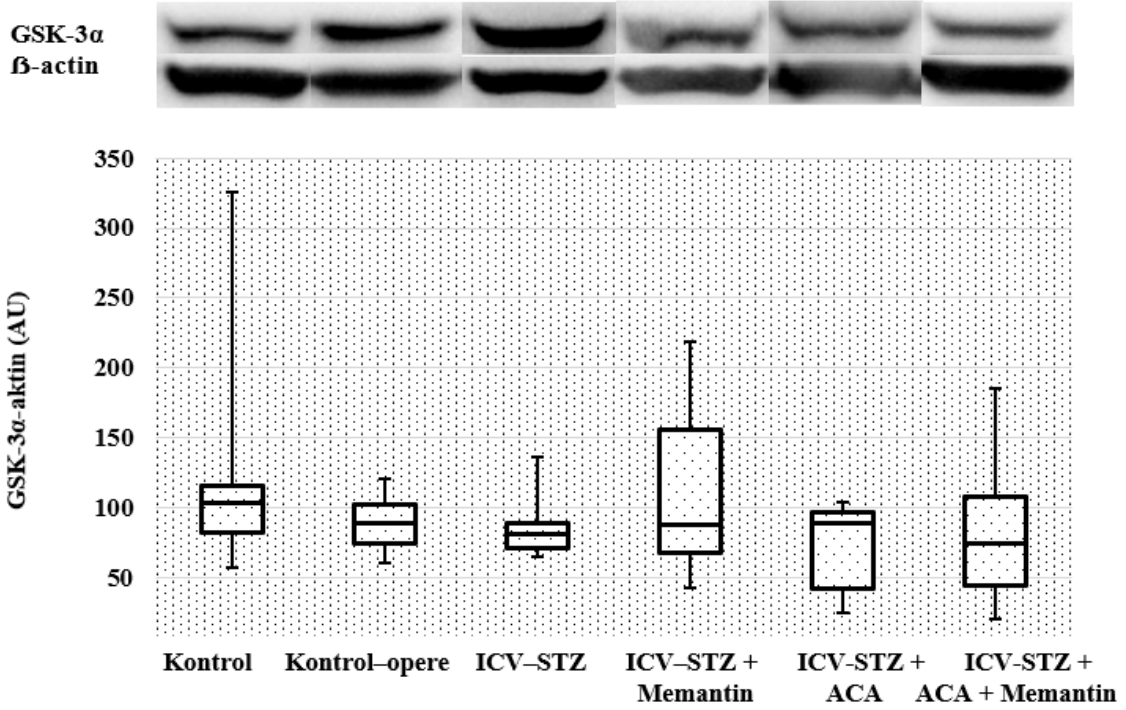 GSK-3α
ß-actin
350
300
250
200
150
100
50
GSK-3α-aktin (AU)
Kontrol
Kontrol–opere
ICV–STZ
ICV–STZ +
Memantin
ICV-STZ +
ACA
ICV-STZ +
ACA + Memantin